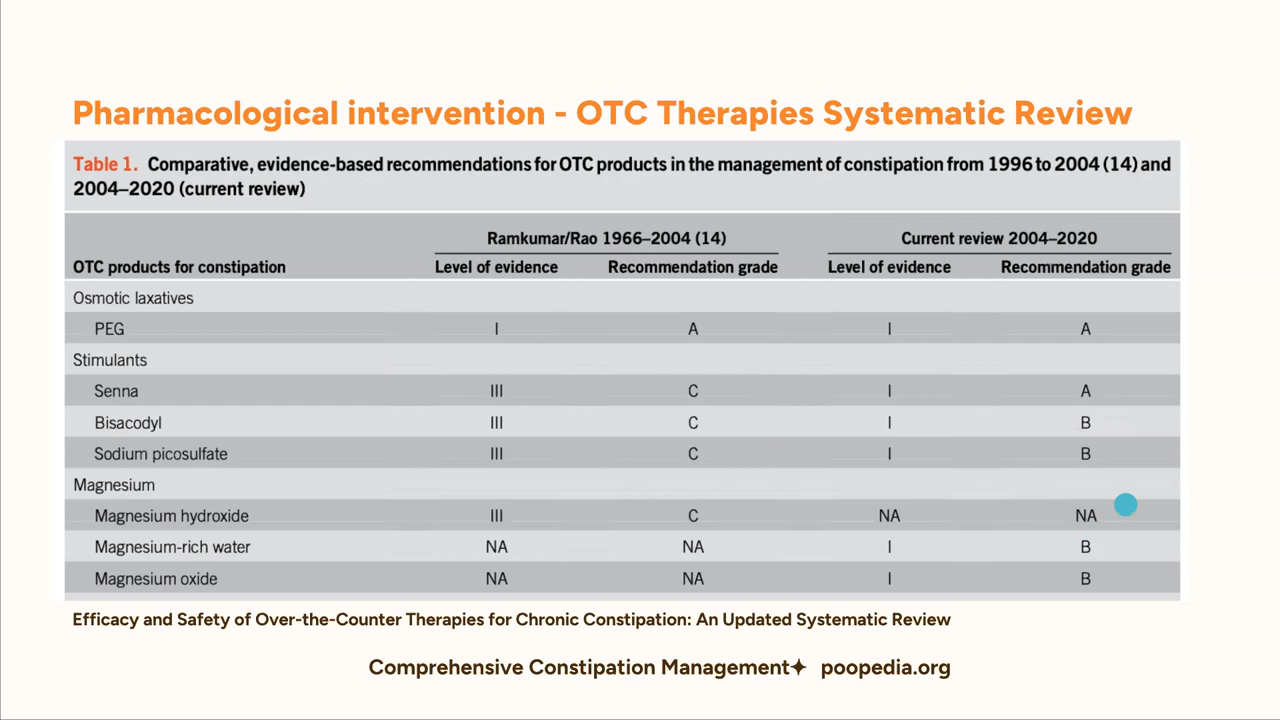 Pharmacological intervention - OTC Therapies Systematic Review
Table 1. Comparative, evidence-based recommendations for OTC products in the management of constipation from 1996 to 2004 (14) and
2004–2020 (current review)
Ramkumar/Rao 1966–2004 (14) Current review 2004–2020
OTC products for constipation Level of evidence Recommendation grade Level of evidence Recommendation grade
Osmotic laxatives
PEG I A I A
Stimulants
Senna III C I A
Bisacodyl III C I B
Sodium picosulfate III C I B
Magnesium
Magnesium hydroxide III C NA NA
Magnesium-rich water NA NA I B
Magnesium oxide NA NA I B
Efficacy and Safety of Over-the-Counter Therapies for Chronic Constipation: An Updated Systematic Review
Comprehensive Constipation Management✦ poopedia.org